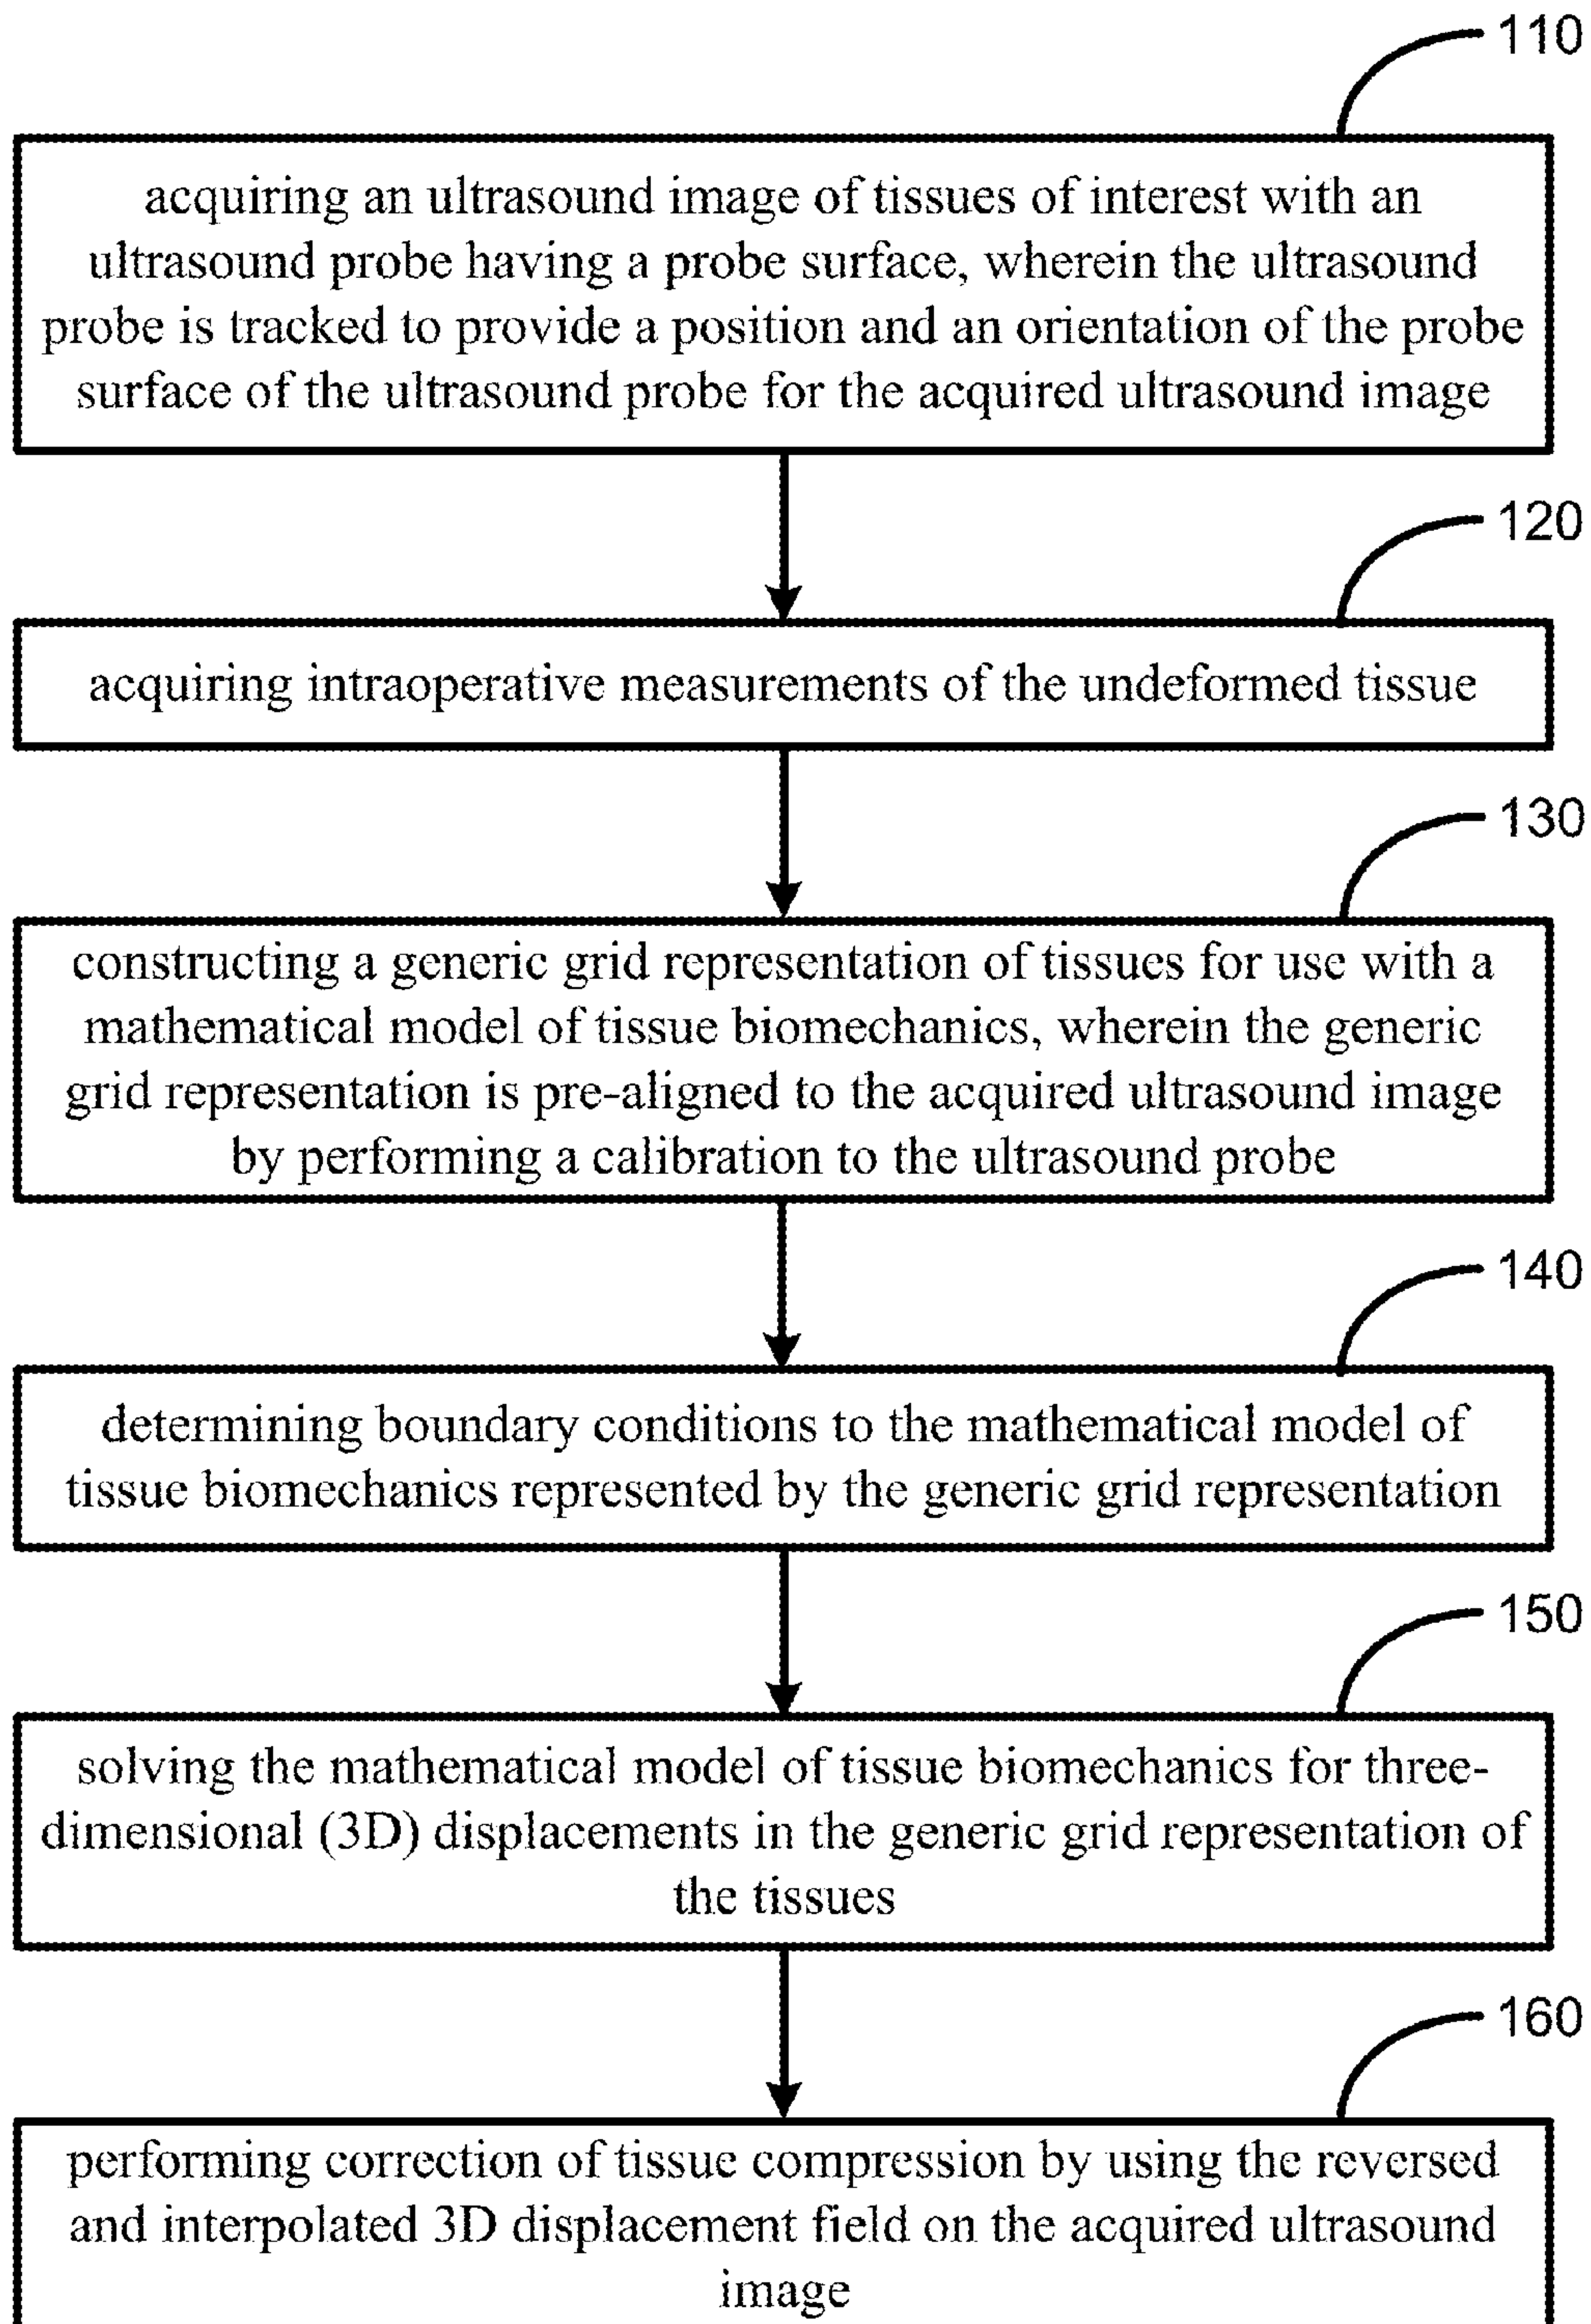 110
acquiring an ultrasound image of tissues of interest with an
ultrasound probe having a probe surface, wherein the ultrasound
probe is tracked to provide a position and an orientation of the probe
surface of the ultrasound probe for the acquired ultrasound image
120
acquiring intraoperative measurements of the undeformed tissue
130
constructing a generic grid representation of tissues for use with a
mathematical model of tissue biomechanics, wherein the generic
grid representation is pre-aligned to the acquired ultrasound image
by performing a calibration to the ultrasound probe
140
determining boundary conditions to the mathematical model of
tissue biomechanics represented by the generic grid representation
150
solving the mathematical model of tissue biomechanics for three-
dimensional (3D) displacements in the generic grid representation of
the tissues
160
performing correction of tissue compression by using the reversed
and interpolated 3D displacement field on the acquired ultrasound
image